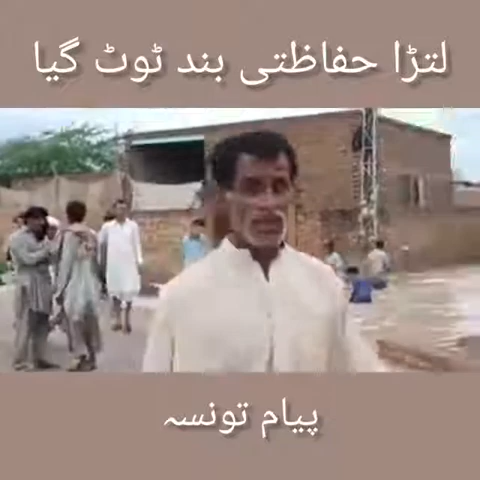 لتڑا حفاظتی بند ٹوٹ گیا
پیام تونسہ